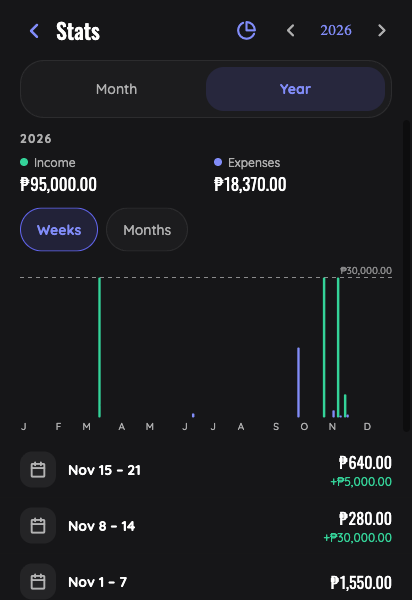 Stats
2026
Month
Year
2026
Income
Expenses
₱95,000.00
₱18,370.00
Weeks
Months
₱30,000.00
J F M A M J J A S O N D
Nov 15 – 21
₱640.00
+₱5,000.00
Nov 8 – 14
₱280.00
+₱30,000.00
Nov 1 – 7
₱1,550.00